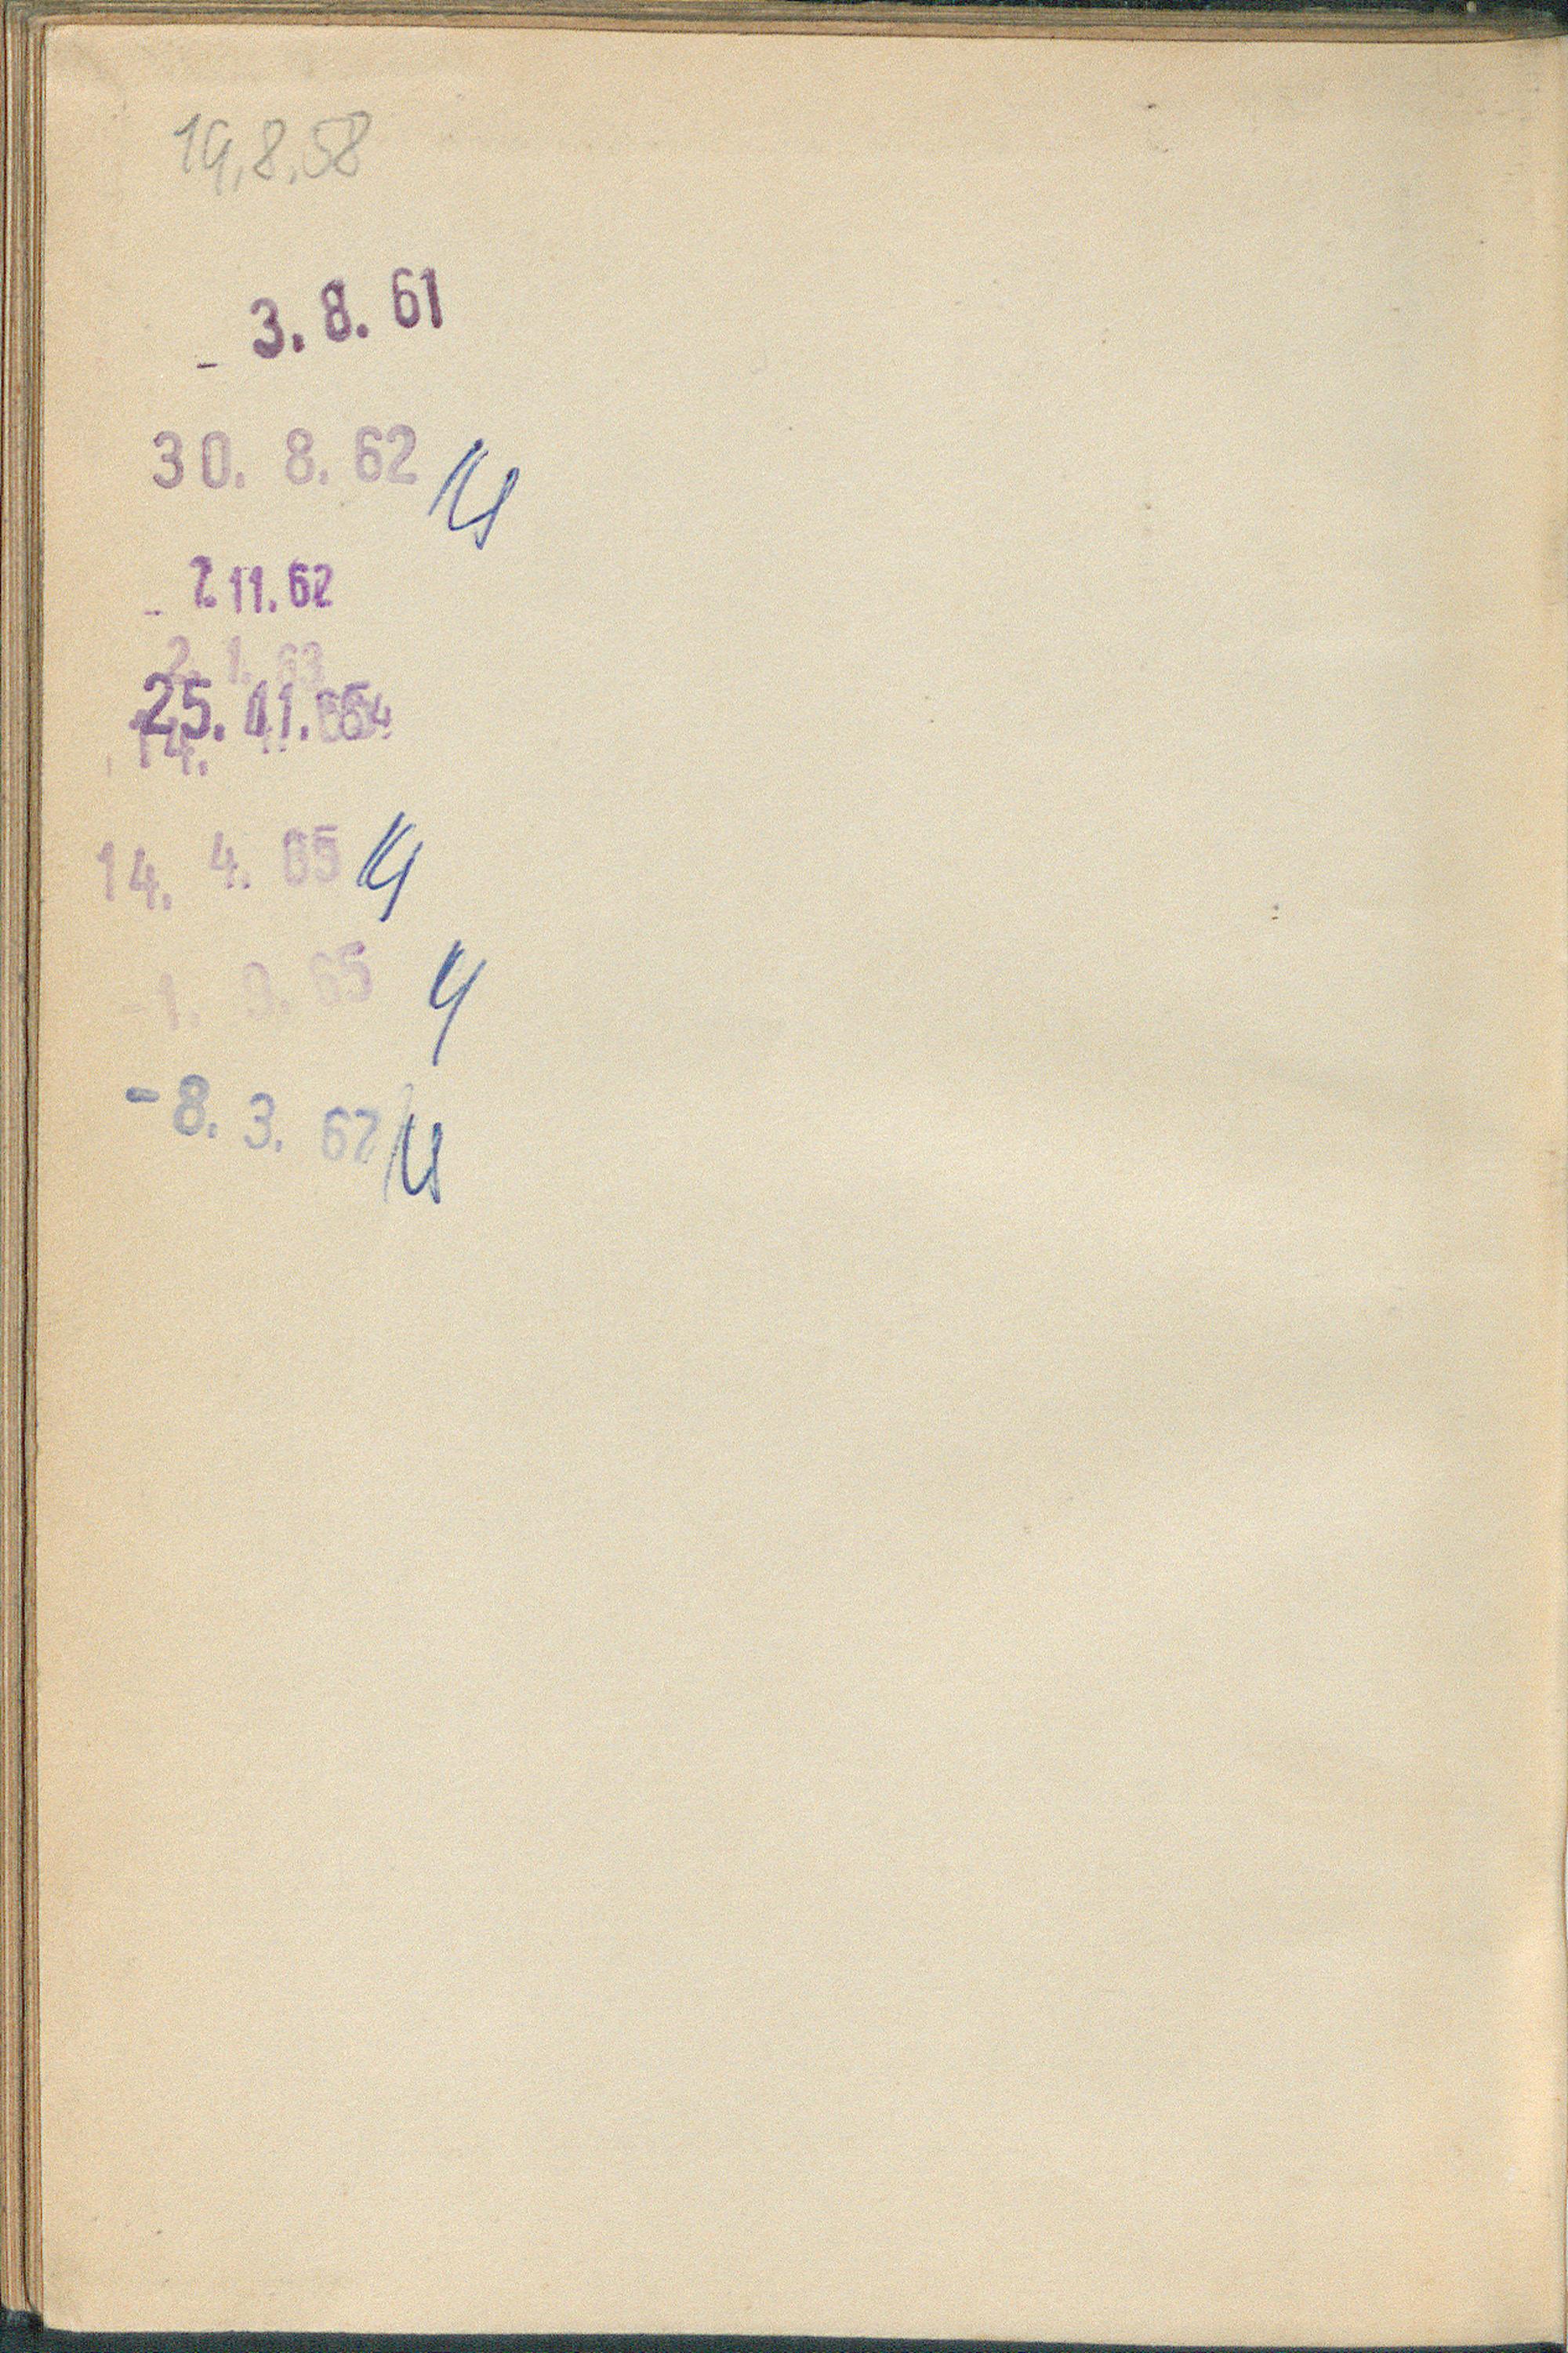 19.8.58
- 3. 8. 61
30. 8. 62
- 7. 11. 62
2. 1. 63
25. 11. 
14. 
14. 4. 65
- 1. 9. 65
- 8. 3. 67